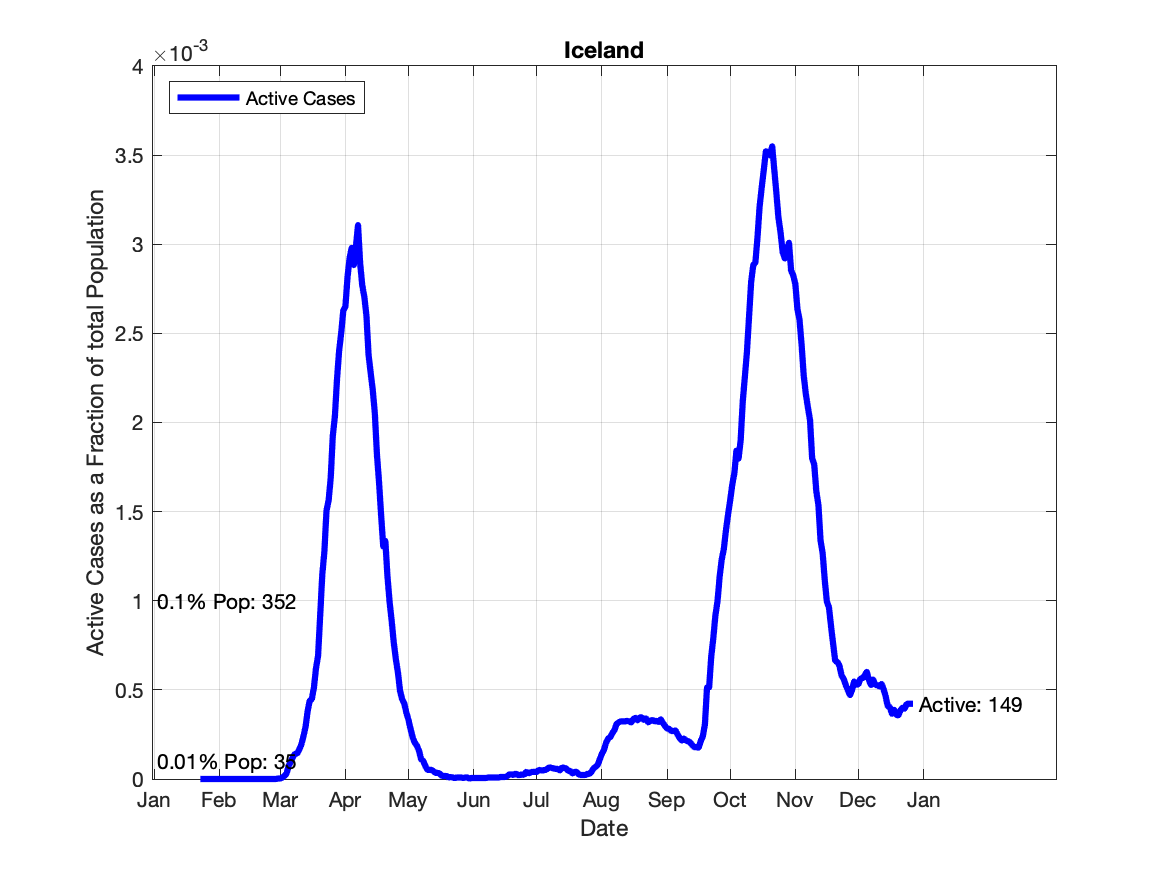 Iceland
×10-3
Active Cases
4
3.5
3
2.5
2
1.5
1
0.5
0
Active Cases as a Fraction of total Population
0.1% Pop: 352
0.01% Pop: 35
Active: 149
Jan Feb Mar Apr May Jun Jul Aug Sep Oct Nov Dec Jan
Date